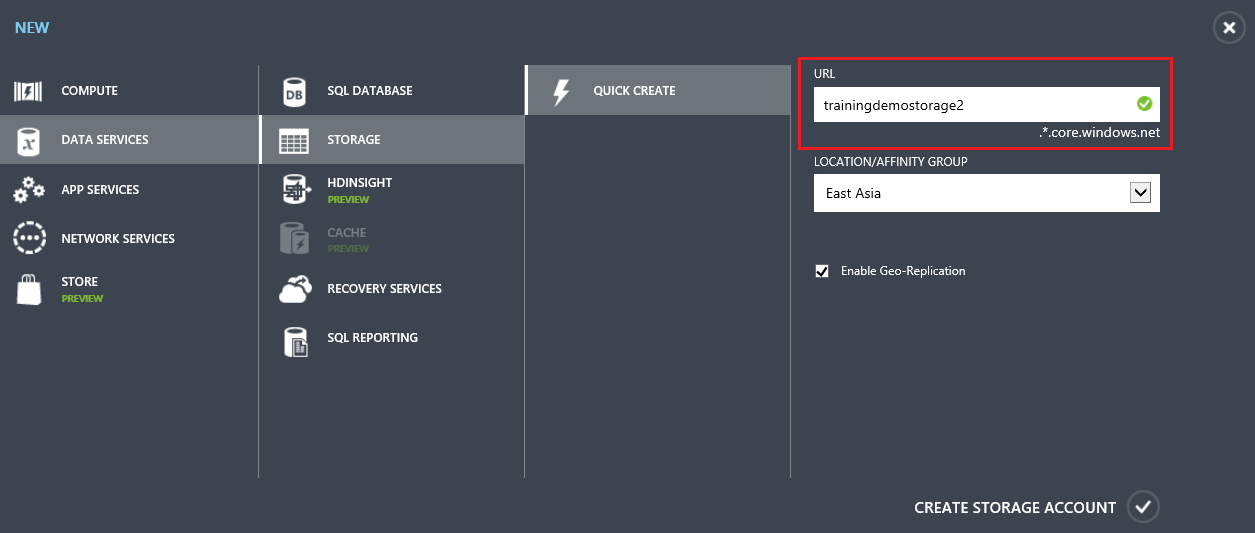 NEW
COMPUTE
DATA SERVICES
APP SERVICES
NETWORK SERVICES
STORE
PREVIEW
DB
SQL DATABASE
STORAGE
HDINSIGHT
PREVIEW
CACHE
PREVIEW
RECOVERY SERVICES
SQL REPORTING
QUICK CREATE
URL
trainingdemostorage2
.*.core.windows.net
LOCATION/AFFINITY GROUP
East Asia
Enable Geo-Replication
CREATE STORAGE ACCOUNT